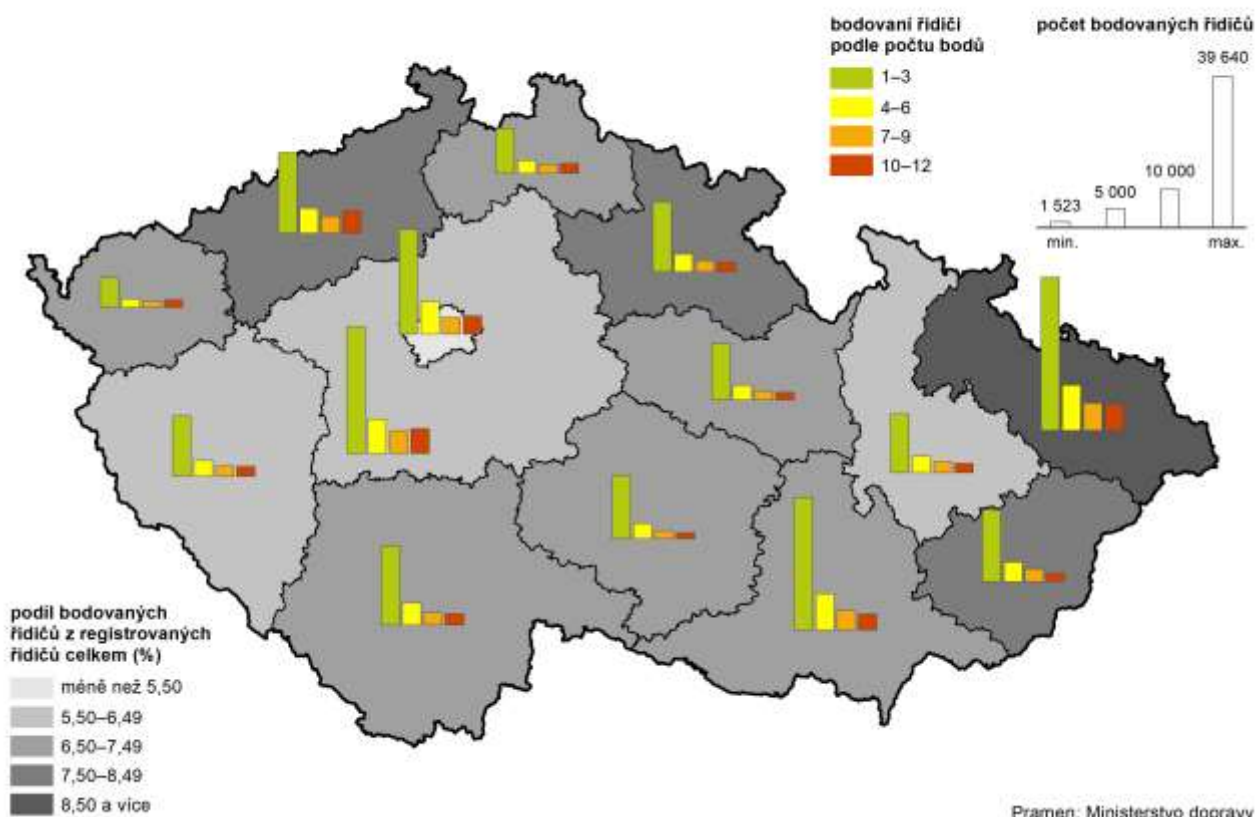 bodovaní řidiči
podle počtu bodů
1–3
4–6
7–9
10–12
počet bodovaných řidičů
39 640
10 000
5 000
1 523
min.
max.
podíl bodovaných
řidičů z registrovaných
řidičů celkem (%)
méně než 5,50
5,50–6,49
6,50–7,49
7,50–8,49
8,50 a více
Pramen: Ministerstvo dopravy